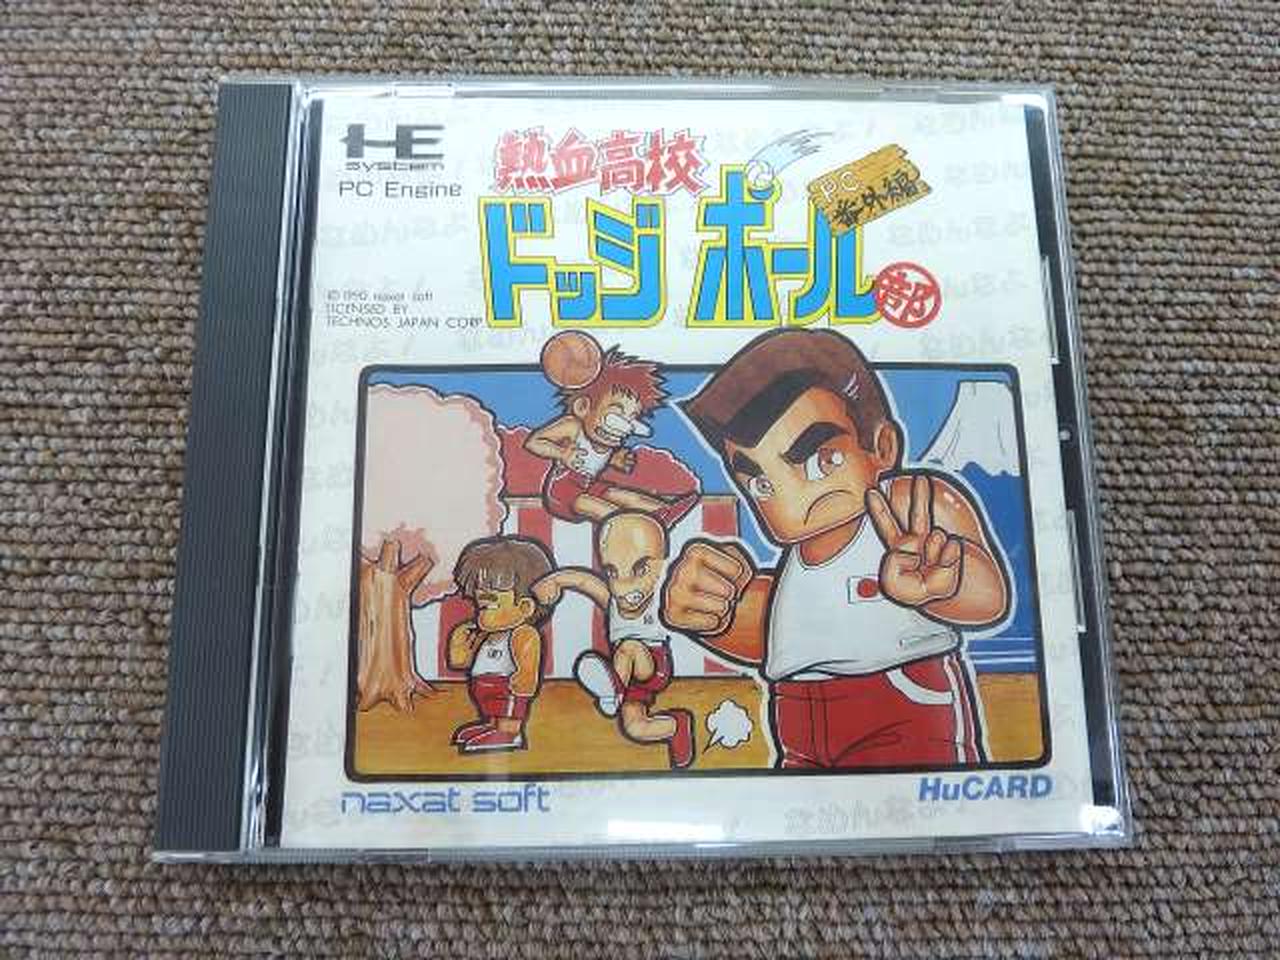 HE
system
PC Engine
熱血高校
ドッジボール部
PC
番外編
© 1990 naxat soft
LICENSED BY
TECHNOS JAPAN CORP.
naxat soft
HuCARD